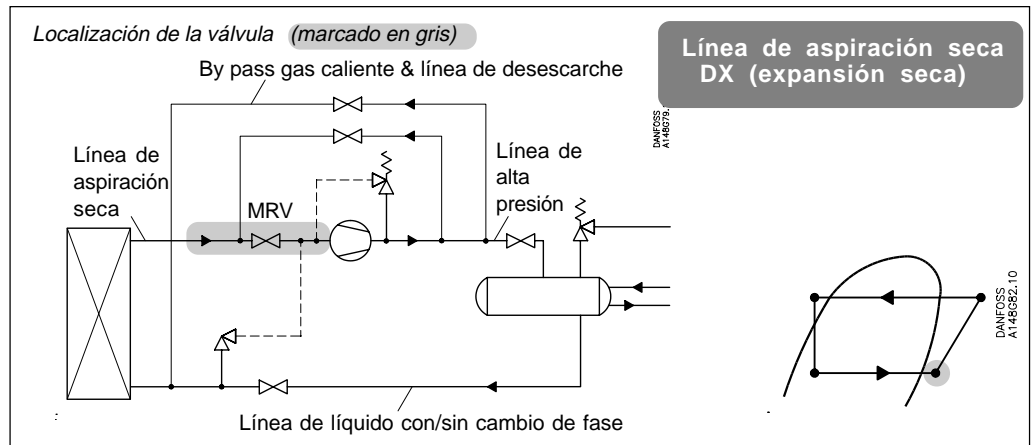 Localización de la válvula (marcado en gris)
Línea de aspiración seca
DX (expansión seca)
By pass gas caliente & línea de desescarche
DANFOSS
A148G79.
Línea de
aspiración
seca
MRV
Línea de
alta
presión
DANFOSS
A148G82.10
Línea de líquido con/sin cambio de fase